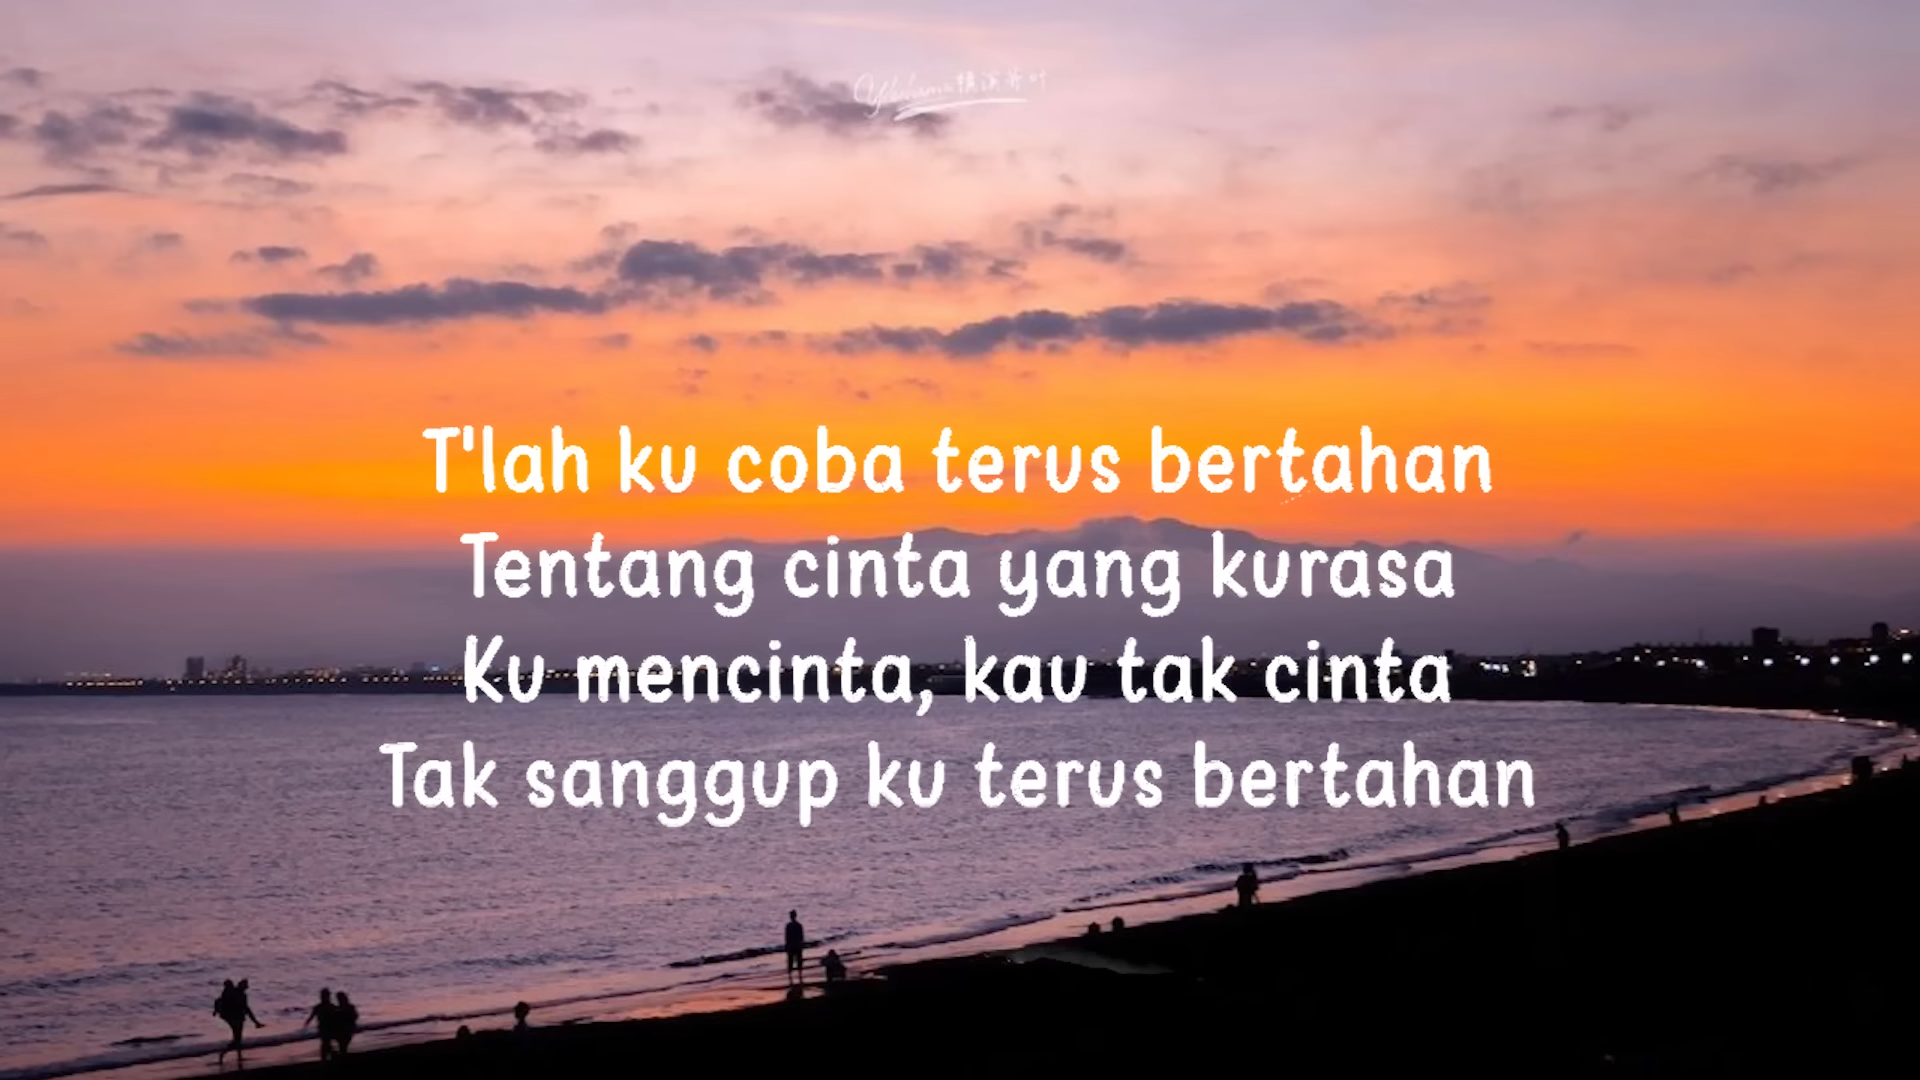 T'lah ku coba terus bertahan
Tentang cinta yang kurasa
Ku mencinta, kau tak cinta
Tak sanggup ku terus bertahan